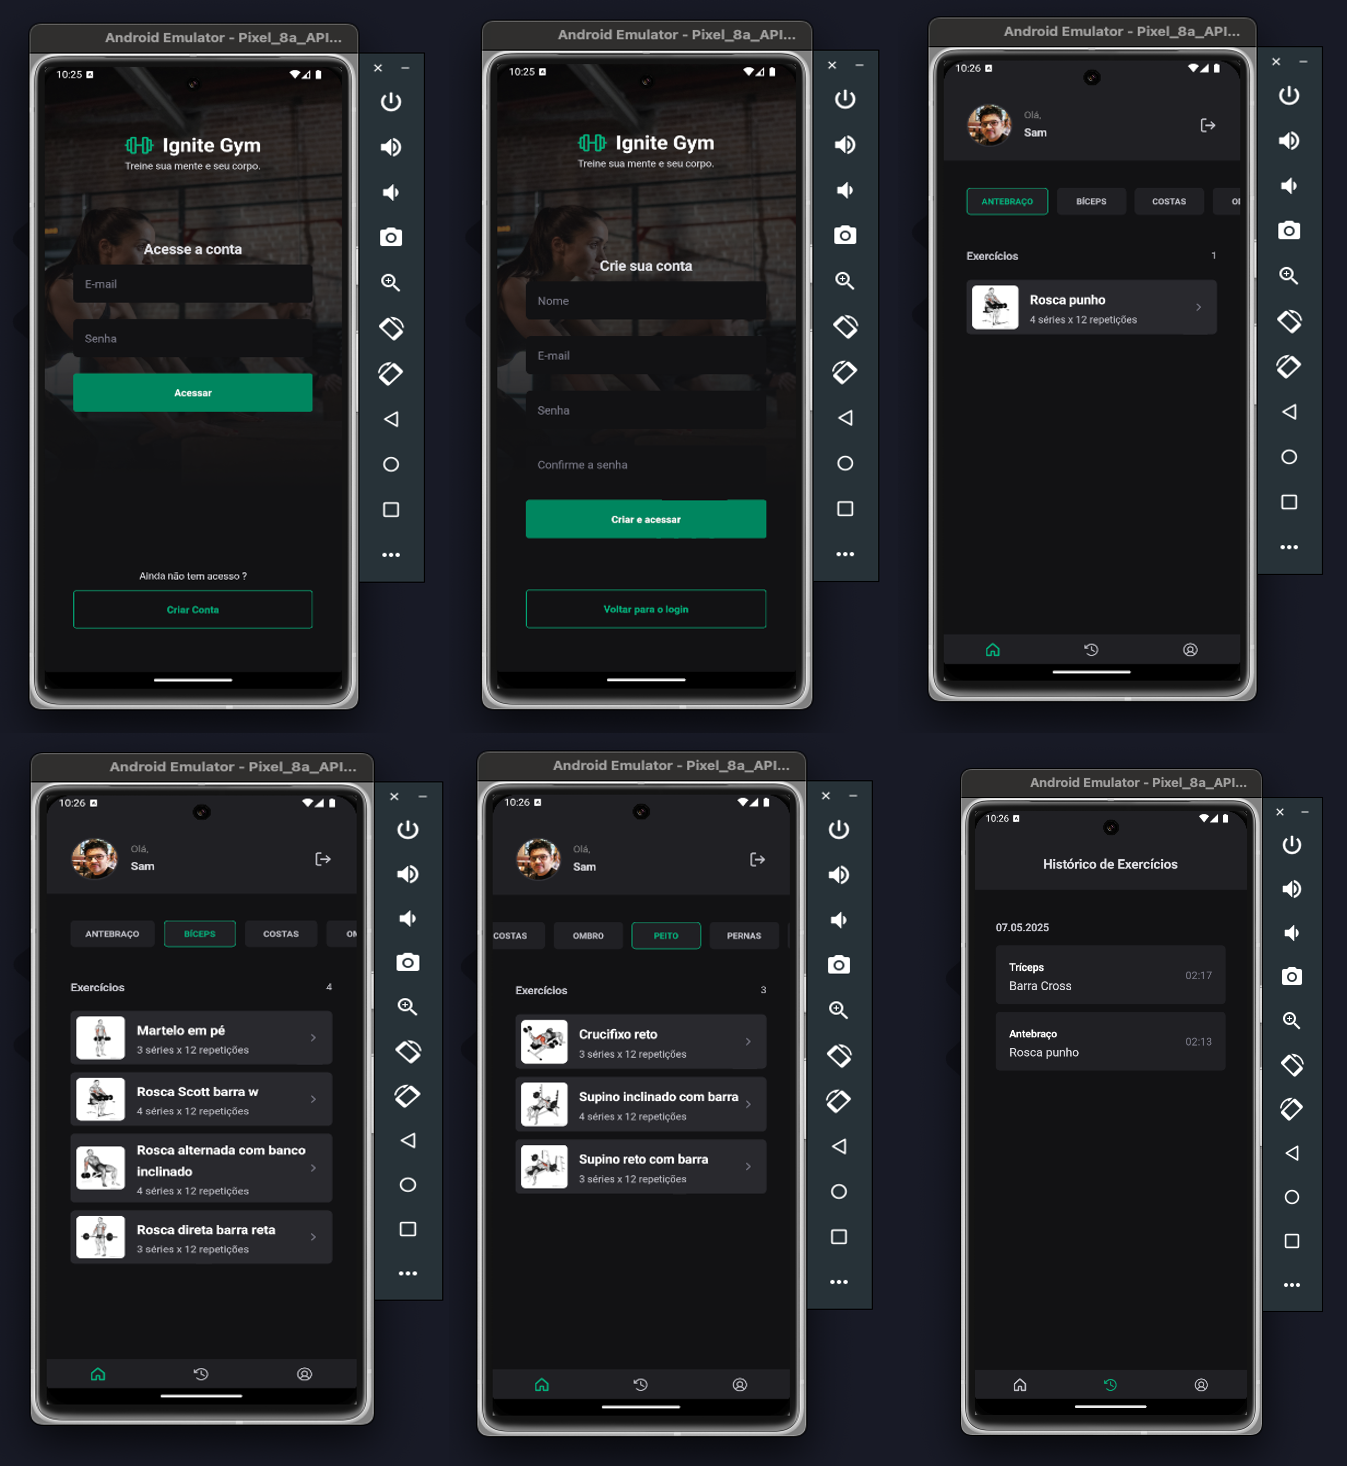 Android Emulator - Pixel_8a_API...
10:25
Ignite Gym
Treine sua mente e seu corpo.
Acesse a conta
E-mail
Senha
Acessar
Ainda não tem acesso ?
Criar Conta
Android Emulator - Pixel_8a_API...
10:25
Ignite Gym
Treine sua mente e seu corpo.
Crie sua conta
Nome
E-mail
Senha
Confirme a senha
Criar e acessar
Voltar para o login
Android Emulator - Pixel_8a_API...
10:26
Olá,
Sam
ANTEBRAÇO BÍCEPS COSTAS
Exercícios 1
Rosca punho
4 séries x 12 repetições
Android Emulator - Pixel_8a_API...
10:26
Olá,
Sam
ANTEBRAÇO BÍCEPS COSTAS OM
Exercícios 4
Martelo em pé
3 séries x 12 repetições
Rosca Scott barra w
4 séries x 12 repetições
Rosca alternada com banco
inclinado
4 séries x 12 repetições
Rosca direta barra reta
3 séries x 12 repetições
Android Emulator - Pixel_8a_API...
10:26
Olá,
Sam
COSTAS OMBRO PEITO PERNAS
Exercícios 3
Crucifixo reto
3 séries x 12 repetições
Supino inclinado com barra
4 séries x 12 repetições
Supino reto com barra
3 séries x 12 repetições
Android Emulator - Pixel_8a_API...
10:26
Histórico de Exercícios
07.05.2025
Tríceps
Barra Cross 02:17
Antebraço
Rosca punho 02:13